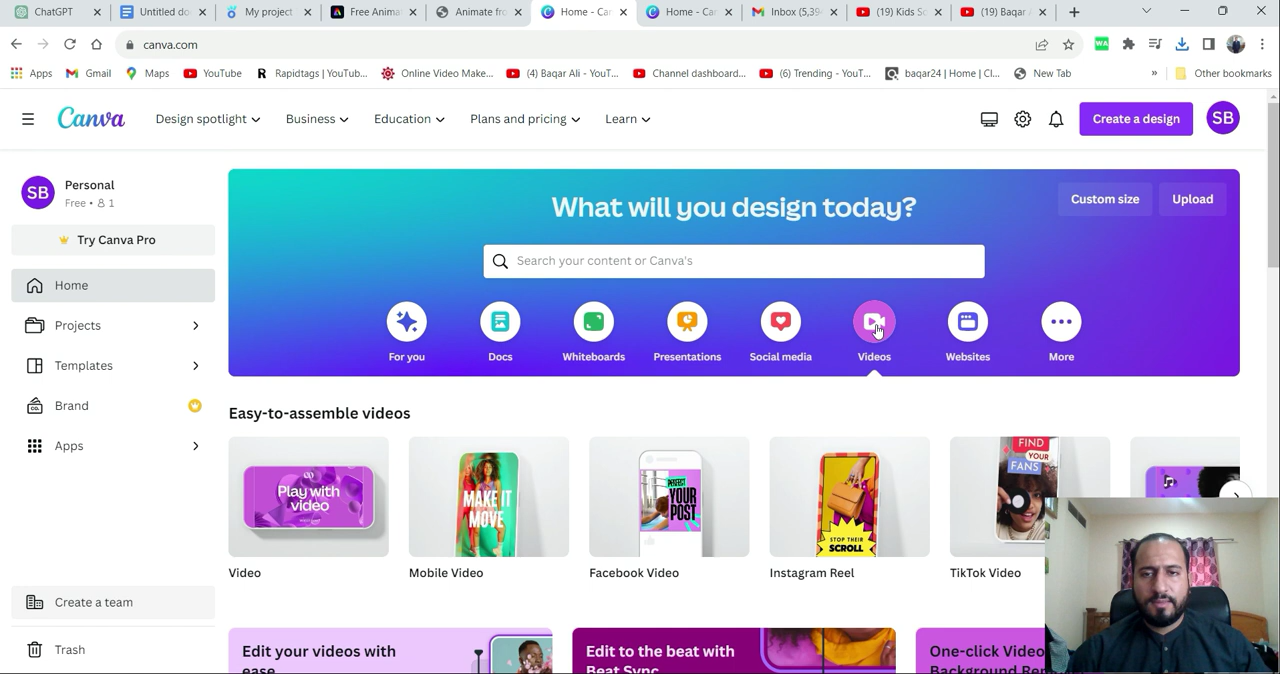 ChatGPT
Untitled do
My project
Free Animat
Animate fro
Home - Can
Home - Can
Inbox (5,39
(19) Kids Sc
(19) Baqar A
canva.com
Apps
Gmail
Maps
YouTube
Rapidtags | YouTub...
Online Video Make...
(4) Baqar Ali - YouT...
Channel dashboard...
(6) Trending - YouT...
baqar24 | Home | Cl...
New Tab
»
Other bookmarks
Canva
Design spotlight
Business
Education
Plans and pricing
Learn
Create a design
SB
SB
Personal
Free • 1
Try Canva Pro
Home
Projects
Templates
Brand
Apps
Create a team
Trash
What will you design today?
Custom size
Upload
Search your content or Canva's
For you
Docs
Whiteboards
Presentations
Social media
Videos
Websites
More
Easy-to-assemble videos
Play with
video
MAKE IT
MOVE
PERFECT
YOUR
POST
STOP THEIR
SCROLL
FIND
YOUR
FANS
Video
Mobile Video
Facebook Video
Instagram Reel
TikTok Video
Edit your videos with
ease
Edit to the beat with
Beat Sync
One-click Video
Background Rem